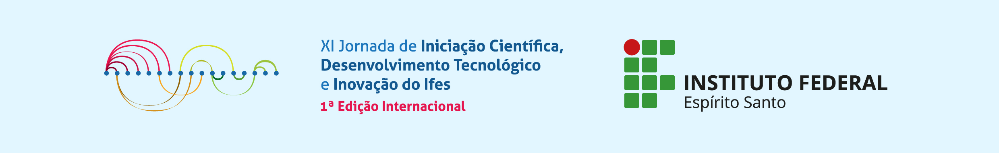 XI Jornada de Iniciação Científica,
Desenvolvimento Tecnológico
e Inovação do Ifes
1ª Edição Internacional
INSTITUTO FEDERAL
Espírito Santo